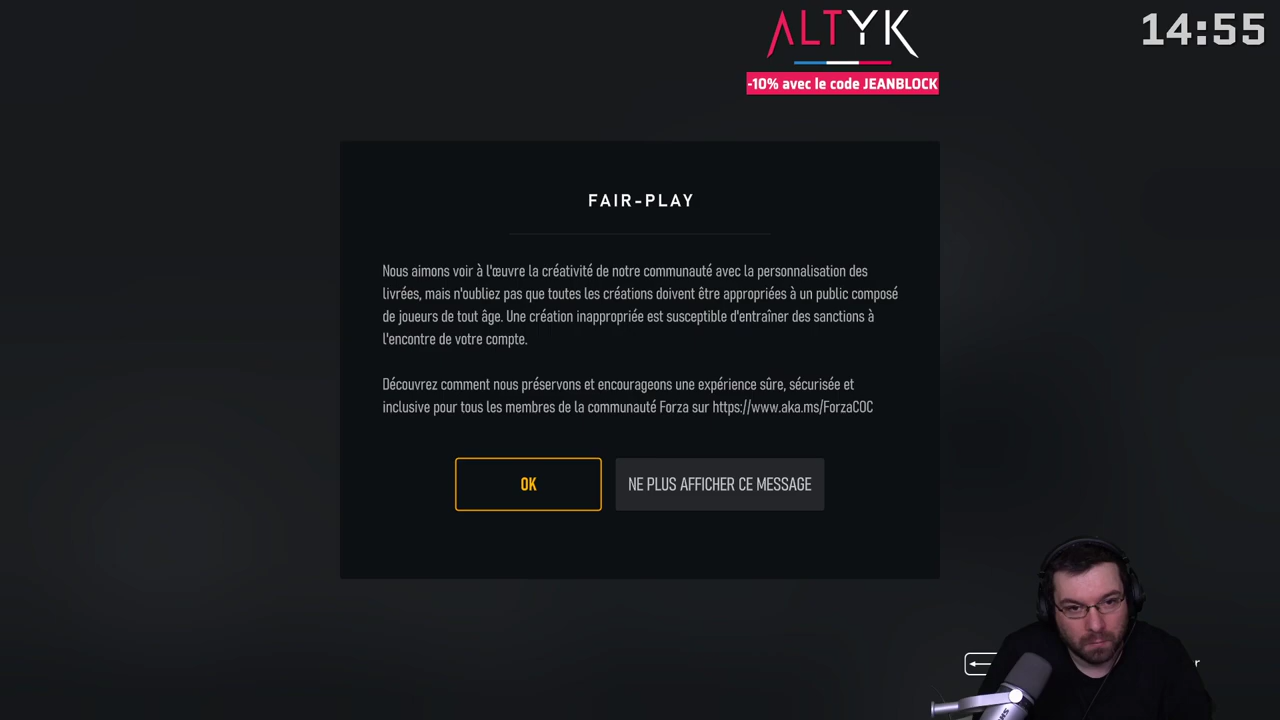 ALTYK
14:55
-10% avec le code JEANBLOCK
FAIR-PLAY
Nous aimons voir à l'œuvre la créativité de notre communauté avec la personnalisation des
livrées, mais n'oubliez pas que toutes les créations doivent être appropriées à un public composé
de joueurs de tout âge. Une création inappropriée est susceptible d'entraîner des sanctions à
l'encontre de votre compte.
Découvrez comment nous préservons et encourageons une expérience sûre, sécurisée et
inclusive pour tous les membres de la communauté Forza sur https://www.aka.ms/ForzaCOC
OK
NE PLUS AFFICHER CE MESSAGE